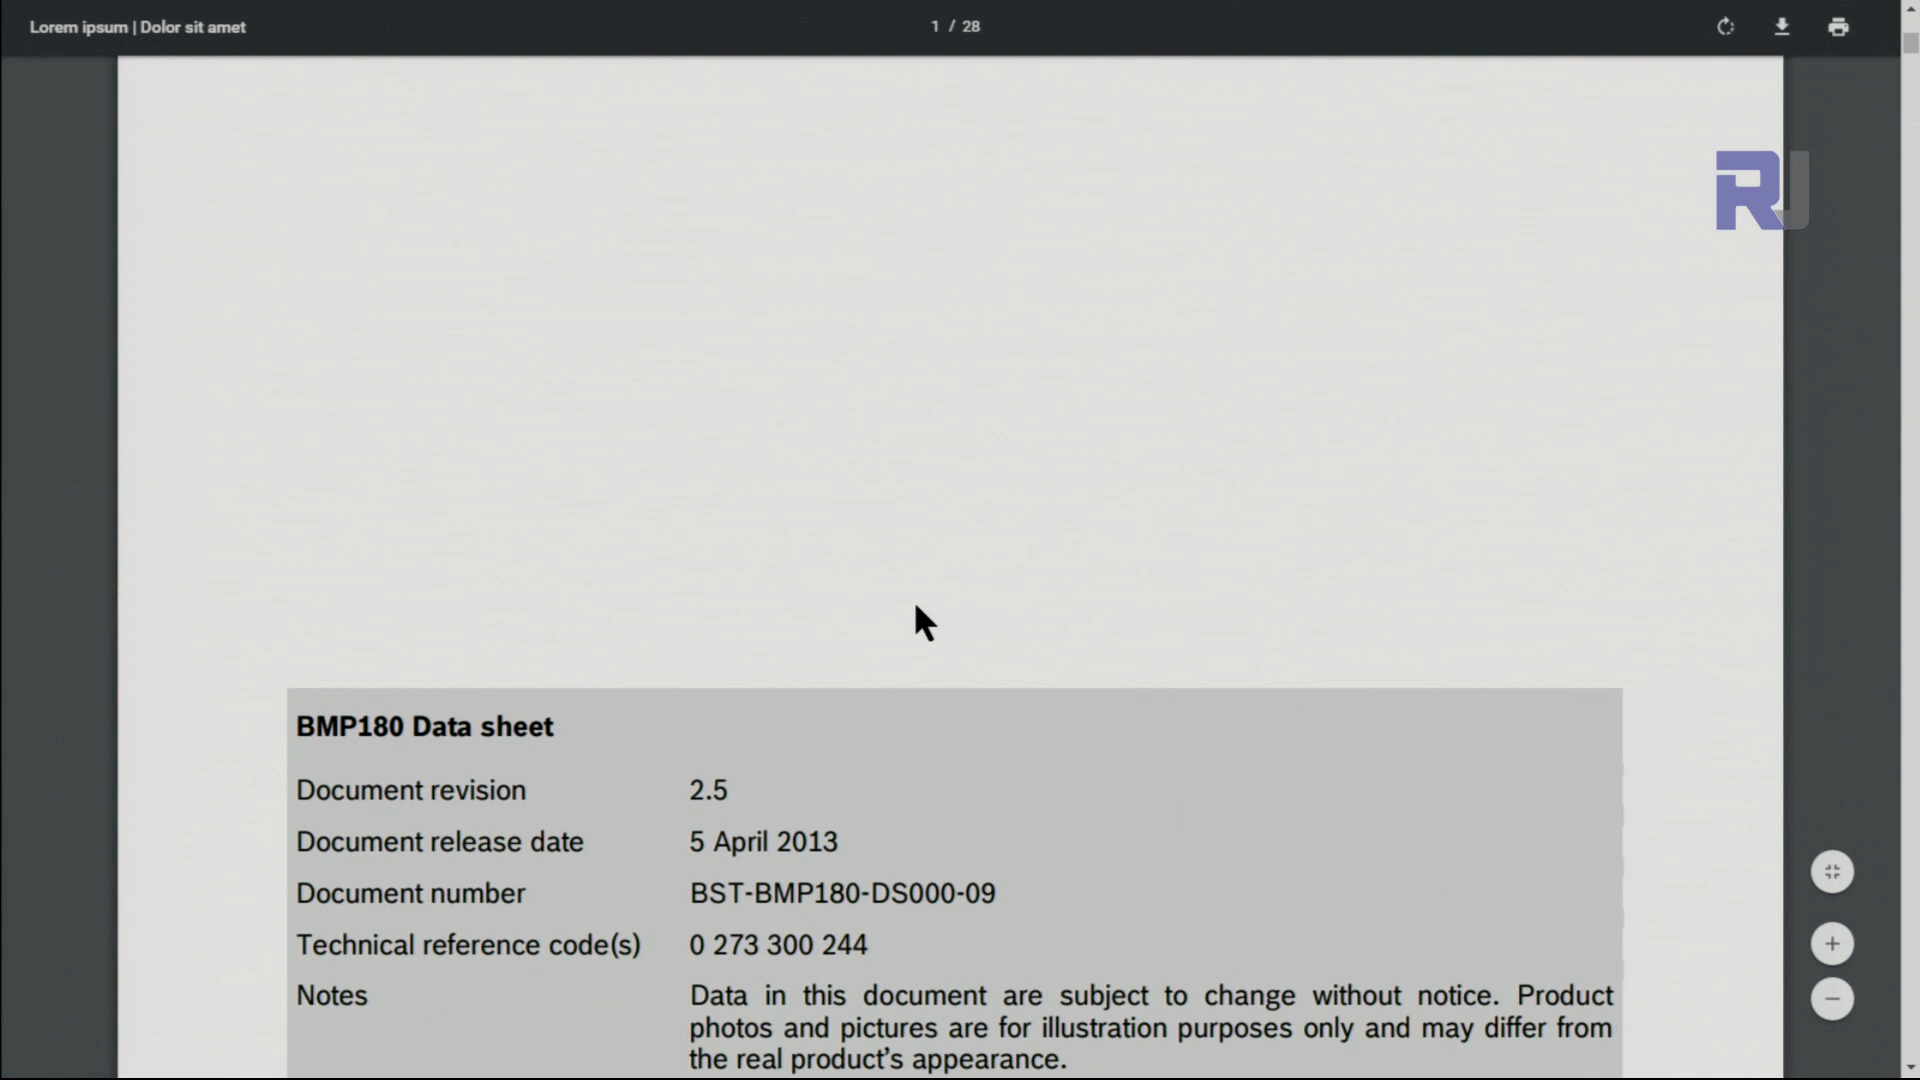 Lorem ipsum | Dolor sit amet
1 / 28
RJ
BMP180 Data sheet
Document revision 2.5
Document release date 5 April 2013
Document number BST-BMP180-DS000-09
Technical reference code(s) 0 273 300 244
Notes Data in this document are subject to change without notice. Product
photos and pictures are for illustration purposes only and may differ from
the real product’s appearance.